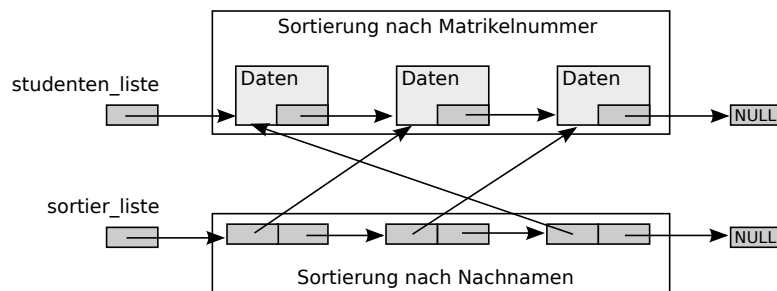 Sortierung nach Matrikelnummer
studenten_liste
Daten
Daten
Daten
NULL
sortier_liste
NULL
Sortierung nach Nachnamen